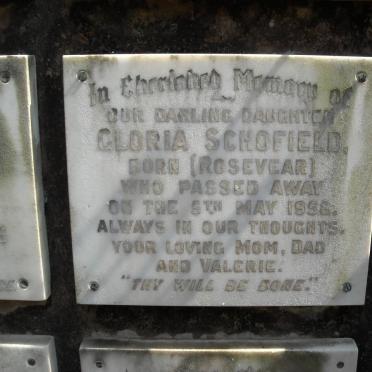 In Cherished Memory of
OUR DARLING DAUGHTER
GLORIA SCHOFIELD.
BORN (ROSEVEAR)
WHO PASSED AWAY
ON THE 5TH MAY 1958.
ALWAYS IN OUR THOUGHTS.
YOUR LOVING MOM, DAD
AND VALERIE.
"THY WILL BE DONE."